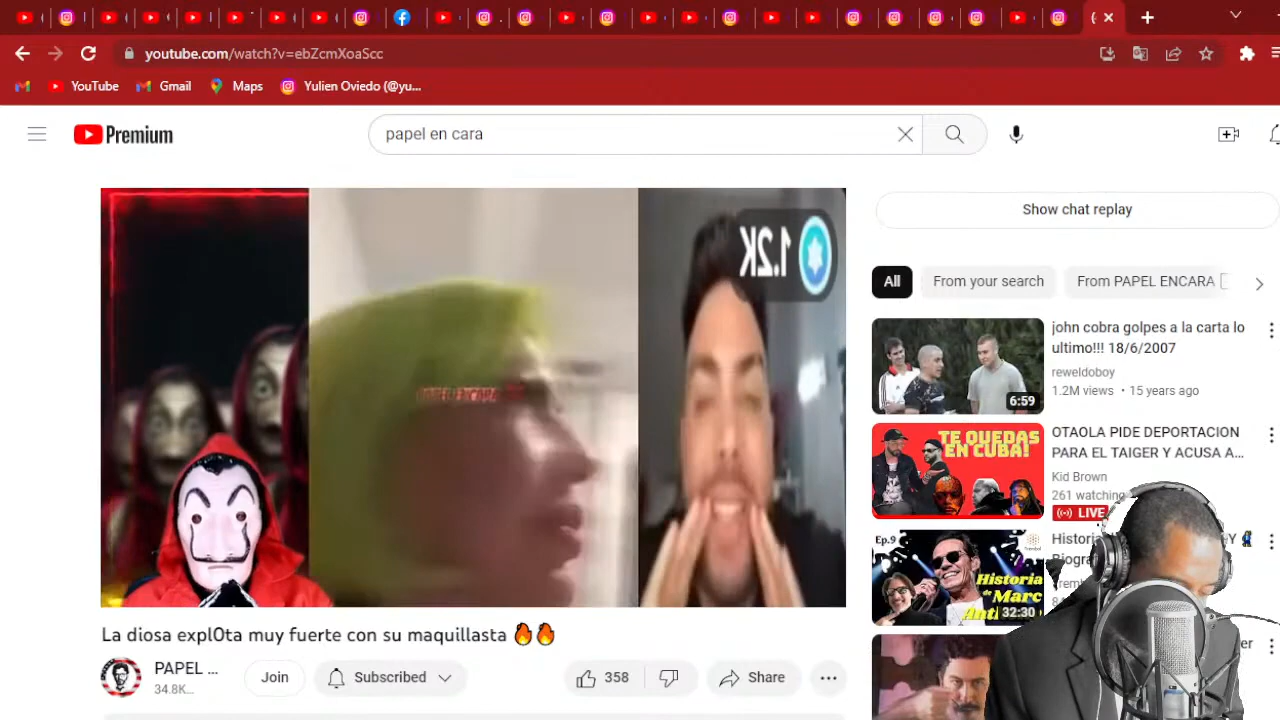 youtube.com/watch?v=ebZcmXoaScc
YouTube
Gmail
Maps
Yulien Oviedo (@yu...
Premium
papel en cara
1.2K
PAPEL ENCARA
La diosa expl0ta muy fuerte con su maquillasta
PAPEL ...
34.8K...
Join
Subscribed
358
Share
Show chat replay
All
From your search
From PAPEL ENCARA
john cobra golpes a la carta lo
ultimo!!! 18/6/2007
reweldoboy
1.2M views • 15 years ago
6:59
TE QUEDAS
EN CUBA!
OTAOLA PIDE DEPORTACION
PARA EL TAIGER Y ACUSA A...
Kid Brown
261 watching
LIVE
Ep.9
Historia
de Marc
32:30